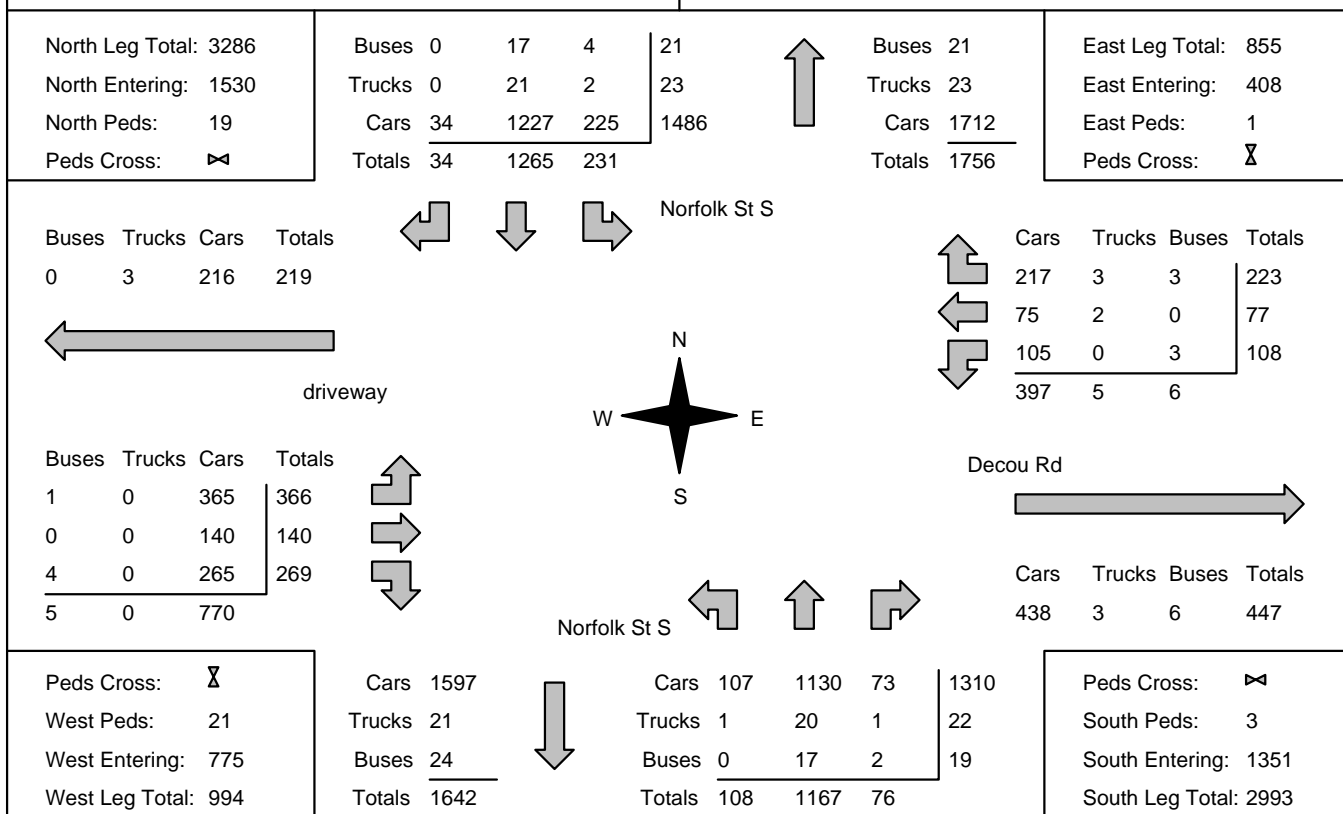 North Leg Total: 3286
North Entering: 1530
North Peds: 19
Peds Cross:
Buses 0 17 4 21
Trucks 0 21 2 23
Cars 34 1227 225 1486
Totals 34 1265 231
Buses 21
Trucks 23
Cars 1712
Totals 1756
East Leg Total: 855
East Entering: 408
East Peds: 1
Peds Cross:
Norfolk St S
Buses Trucks Cars Totals
0 3 216 219
driveway
Cars Trucks Buses Totals
217 3 3 223
75 2 0 77
105 0 3 108
397 5 6
N
W E
S
Buses Trucks Cars Totals
1 0 365 366
0 0 140 140
4 0 265 269
5 0 770
Decou Rd
Cars Trucks Buses Totals
438 3 6 447
Norfolk St S
Peds Cross:
West Peds: 21
West Entering: 775
West Leg Total: 994
Cars 1597
Trucks 21
Buses 24
Totals 1642
Cars 107 1130 73 1310
Trucks 1 20 1 22
Buses 0 17 2 19
Totals 108 1167 76
Peds Cross:
South Peds: 3
South Entering: 1351
South Leg Total: 2993